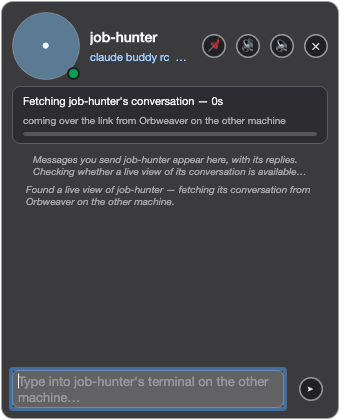 job-hunter
claude buddy rc …
Fetching job-hunter's conversation — 0s
coming over the link from Orbweaver on the other machine
Messages you send job-hunter appear here, with its replies.
Checking whether a live view of its conversation is available…
Found a live view of job-hunter — fetching its conversation from
Orbweaver on the other machine.
Type into job-hunter's terminal on the other
machine…